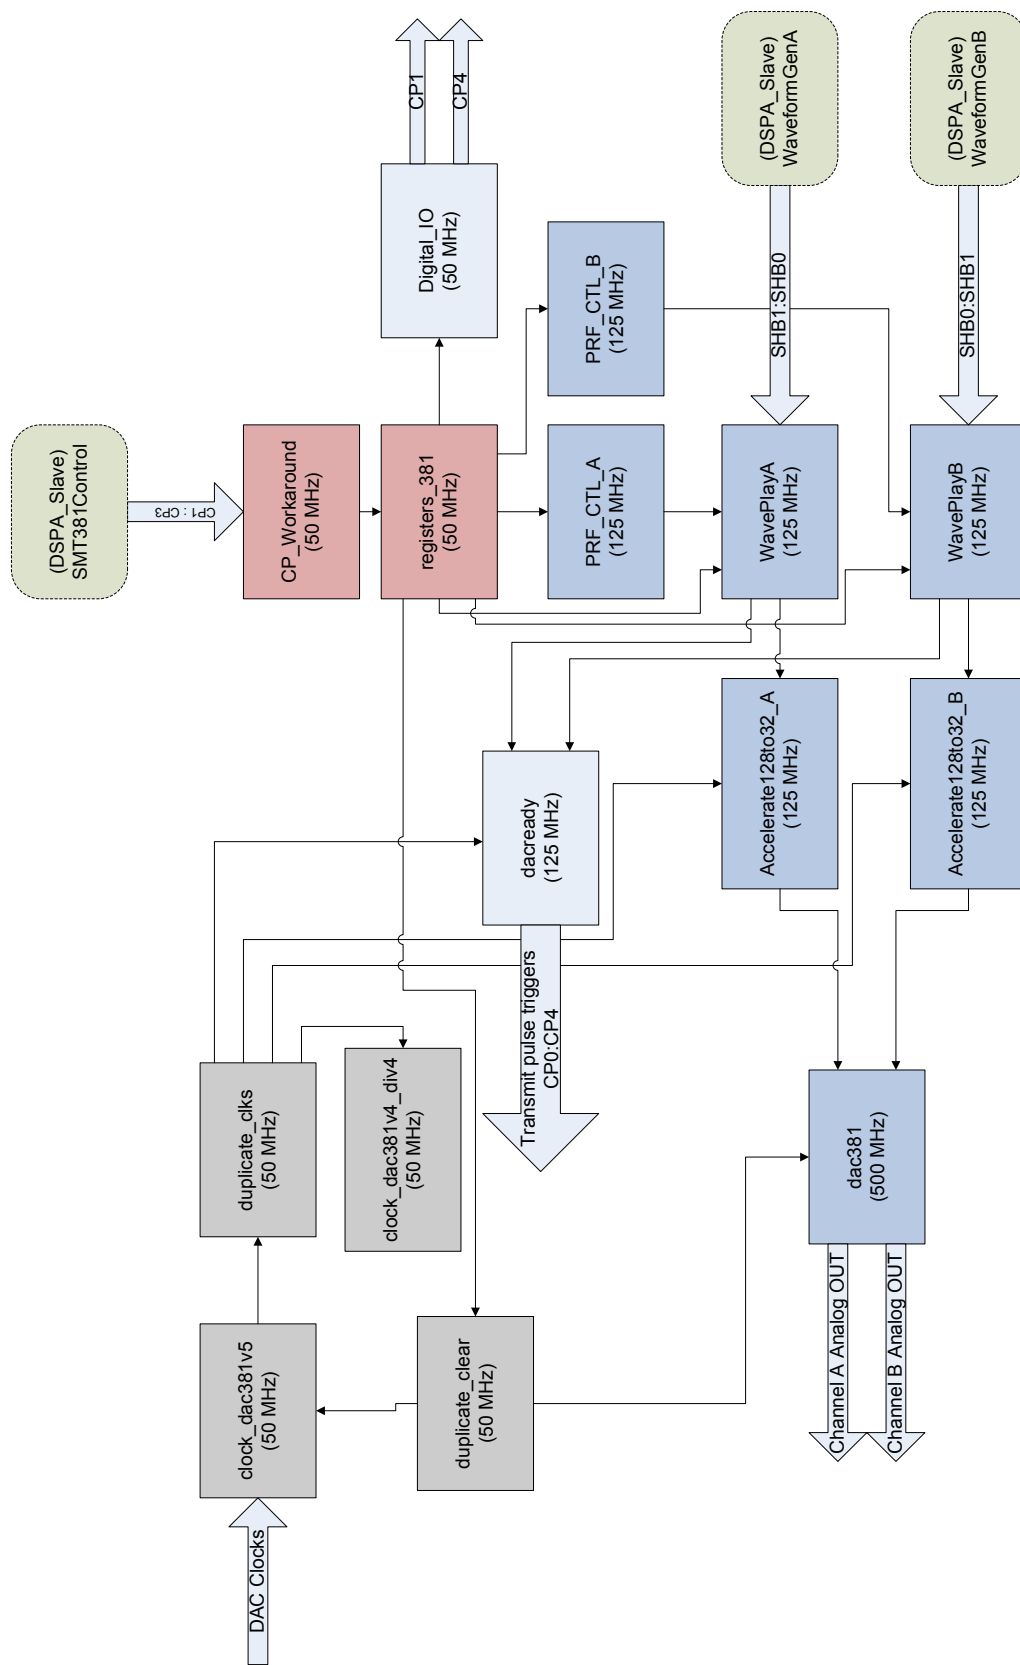 (DSPA_Slave)
SMT381Control
CP1 : CP3
CP_Workaround
(50 MHz)
registers_381
(50 MHz)
Digital_IO
(50 MHz)
CP1
CP4
PRF_CTL_A
(125 MHz)
PRF_CTL_B
(125 MHz)
(DSPA_Slave)
WaveformGenA
SHB1:SHB0
WavePlayA
(125 MHz)
(DSPA_Slave)
WaveformGenB
SHB0:SHB1
WavePlayB
(125 MHz)
dacready
(125 MHz)
Transmit pulse triggers
CP0:CP4
Accelerate128to32_A
(125 MHz)
Accelerate128to32_B
(125 MHz)
duplicate_clks
(50 MHz)
clock_dac381v4_div4
(50 MHz)
DAC Clocks
clock_dac381v5
(50 MHz)
duplicate_clear
(50 MHz)
dac381
(500 MHz)
Channel A Analog OUT
Channel B Analog OUT